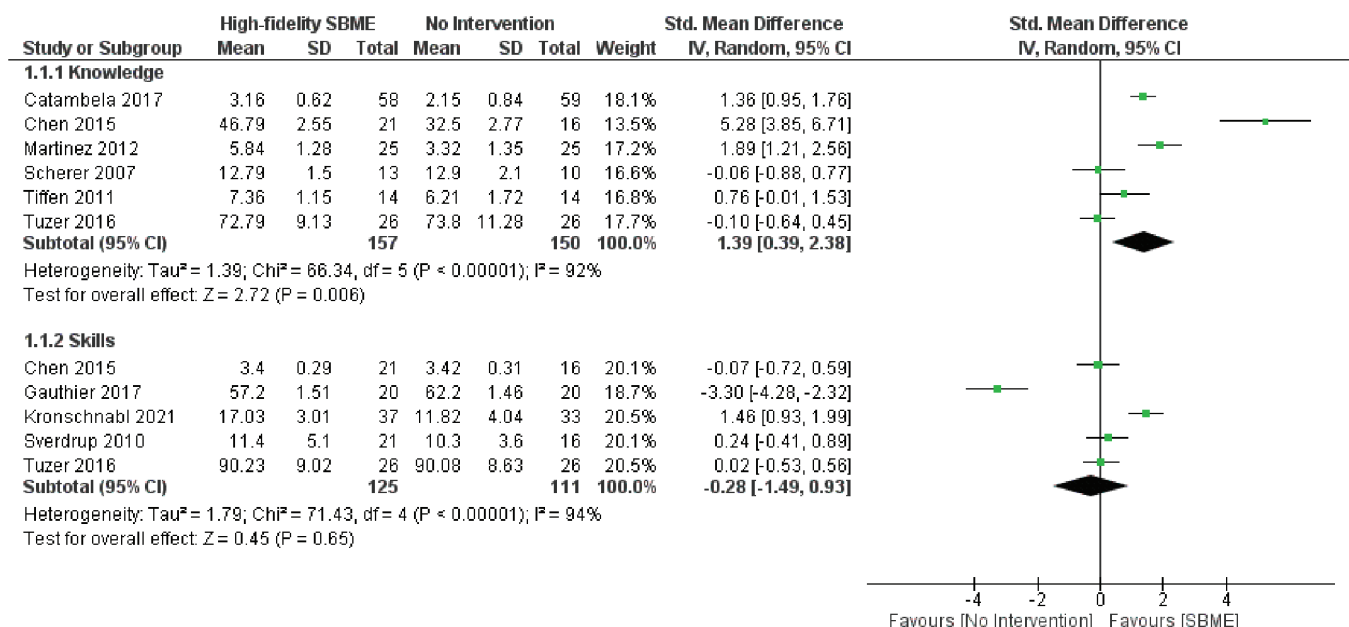 High-fidelity SBME No Intervention Std. Mean Difference Std. Mean Difference
Study or Subgroup Mean SD Total Mean SD Total Weight IV, Random, 95% CI IV, Random, 95% CI
1.1.1 Knowledge
Catambela 2017 3.16 0.62 58 2.15 0.84 59 18.1% 1.36 [0.95, 1.76]
Chen 2015 46.79 2.55 21 32.5 2.77 16 13.5% 5.28 [3.85, 6.71]
Martinez 2012 5.84 1.28 25 3.32 1.35 25 17.2% 1.89 [1.21, 2.56]
Scherer 2007 12.79 1.5 13 12.9 2.1 10 16.6% -0.06 [-0.88, 0.77]
Tiffen 2011 7.36 1.15 14 6.21 1.72 14 16.8% 0.76 [-0.01, 1.53]
Tuzer 2016 72.79 9.13 26 73.8 11.28 26 17.7% -0.10 [-0.64, 0.45]
Subtotal (95% CI) 157 150 100.0% 1.39 [0.39, 2.38]
Heterogeneity: Tau² = 1.39; Chi² = 66.34, df = 5 (P < 0.00001); I² = 92%
Test for overall effect: Z = 2.72 (P = 0.006)
1.1.2 Skills
Chen 2015 3.4 0.29 21 3.42 0.31 16 20.1% -0.07 [-0.72, 0.59]
Gauthier 2017 57.2 1.51 20 62.2 1.46 20 18.7% -3.30 [-4.28, -2.32]
Kronschnabl 2021 17.03 3.01 37 11.82 4.04 33 20.5% 1.46 [0.93, 1.99]
Sverdrup 2010 11.4 5.1 21 10.3 3.6 16 20.1% 0.24 [-0.41, 0.89]
Tuzer 2016 90.23 9.02 26 90.08 8.63 26 20.5% 0.02 [-0.53, 0.56]
Subtotal (95% CI) 125 111 100.0% -0.28 [-1.49, 0.93]
Heterogeneity: Tau² = 1.79; Chi² = 71.43, df = 4 (P < 0.00001); I² = 94%
Test for overall effect: Z = 0.45 (P = 0.65)
-4 -2 0 2 4
Favours [No Intervention] Favours [SBME]